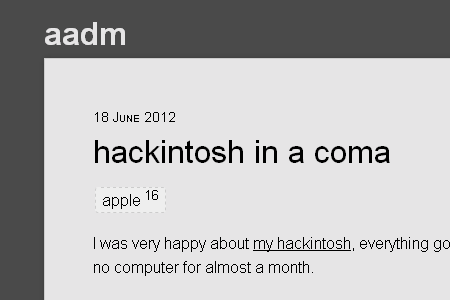 aadm
18 June 2012
hackintosh in a coma
apple 16
I was very happy about my hackintosh, everything go
no computer for almost a month.